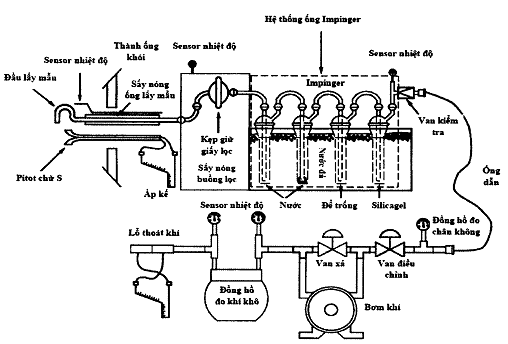 Hệ thống ống Impinger
Sensor nhiệt độ
Thành ống
khói
Sensor nhiệt độ
Sensor nhiệt độ
Đầu lấy mẫu
Sấy nóng
ống lấy mẫu
Impinger
Van kiểm
tra
Kẹp giữ
giấy lọc
Nước đá
Ống
dẫn
Pitot chữ S
Sấy nóng
buồng lọc
Áp kế
Nước
Để trống
Silicagel
Sensor nhiệt độ
Đồng hồ đo
chân không
Lỗ thoát khí
Van xả
Van điều
chỉnh
Đồng hồ
đo khí khô
Bơm khí